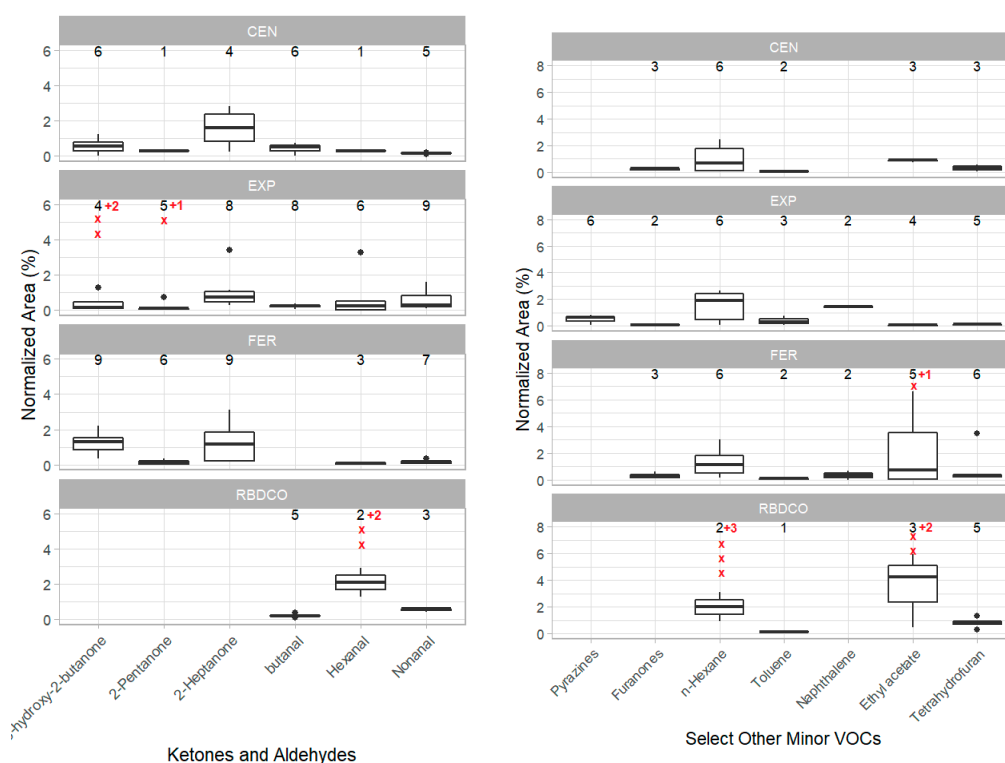 CEN
6 1 4 6 1 5
6
4
2
0
EXP
4 +2 5 +1 8 8 6 9
6
x x
x
4
2
0
FER
9 6 9 3 7
6
4
2
0
RBDCO
5 2 +2 3
6
x
4
x
2
0
Normalized Area (%)
-hydroxy-2-butanone
2-Pentanone
2-Heptanone
butanal
Hexanal
Nonanal
Ketones and Aldehydes
CEN
3 6 2 3 3
8
6
4
2
0
EXP
6 2 6 5 2 4 5
8
6
4
2
0
FER
3 6 2 2 5 +1 6
8
x
6
4
2
0
RBDCO
2 +3 1 3 +2 5
8
x x
6
x x
x
4
2
0
Normalized Area (%)
Pyrazines
Furanones
n-Hexane
Toluene
Naphthalene
Ethyl acetate
Tetrahydrofuran
Select Other Minor VOCs